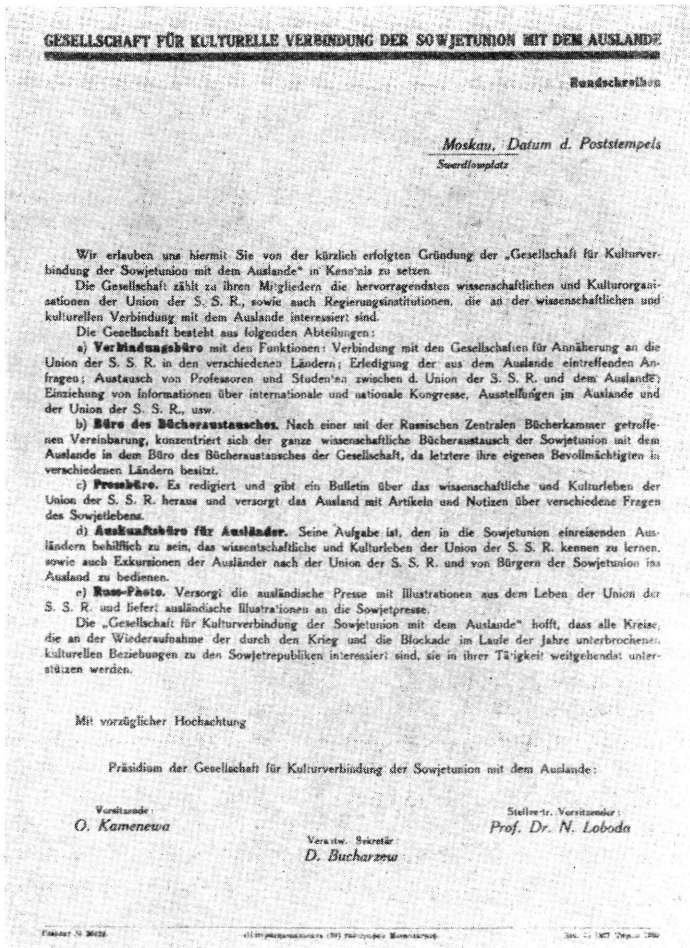 GESELLSCHAFT FÜR KULTURELLE VERBINDUNG DER SOWJETUNION MIT DEM AUSLANDE
Rundschreiben
Moskau, Datum d. Poststempels
Swerdlowplatz
Wir erlauben uns hiermit Sie von der kürzlich erfolgten Gründung der „Gesellschaft für Kulturver-
bindung der Sowjetunion mit dem Auslande“ in Kenntnis zu setzen.
Die Gesellschaft zählt zu ihren Mitgliedern die hervorragendsten wissenschaftlichen und Kulturorgani-
sationen der Union der S. S. R., sowie auch Regierungsinstitutionen, die an der wissenschaftlichen und
kulturellen Verbindung mit dem Auslande interessiert sind.
Die Gesellschaft besteht aus folgenden Abteilungen:
a) Verbindungsbüro mit den Funktionen: Verbindung mit den Gesellschaften für Annäherung an die
Union der S. S. R. in den verschiedenen Ländern; Erledigung der aus dem Auslande eintreffenden An-
fragen; Austausch von Professoren und Studenten zwischen d. Union der S. S. R. und dem Auslande;
Einziehung von Informationen über internationale und nationale Kongresse, Ausstellungen im Auslande und
der Union der S. S. R., usw.
b) Büro des Bücheraustausches. Nach einer mit der Russischen Zentralen Bücherkammer getroffe-
nen Vereinbarung, konzentriert sich der ganze wissenschaftliche Bücheraustausch der Sowjetunion mit dem
Auslande in dem Büro des Bücheraustausches der Gesellschaft, da letztere ihre eigenen Bevollmächtigten in
verschiedenen Ländern besitzt.
c) Pressbüro. Es redigiert und gibt ein Bulletin über das wissenschaftliche und Kulturleben der
Union der S. S. R. heraus und versorgt das Ausland mit Artikeln und Notizen über verschiedene Fragen
des Sowjetlebens.
d) Auskunftsbüro für Ausländer. Seine Aufgabe ist, den in die Sowjetunion einreisenden Aus-
ländern behilflich zu sein, das wissentschaftliche und Kulturleben der Union der S. S. R. kennen zu lernen,
sowie auch Exkursionen der Ausländer nach der Union der S. S. R. und von Bürgern der Sowjetunion ins
Ausland zu bedienen.
e) Russ-Photo. Versorgt die ausländische Presse mit Illustrationen aus dem Leben der Union der
S. S. R. und liefert ausländische Illustrationen an die Sowjetpresse.
Die „Gesellschaft für Kulturverbindung der Sowjetunion mit dem Auslande“ hofft, dass alle Kreise,
die an der Wiederaufnahme der durch den Krieg und die Blockade im Laufe der Jahre unterbrochenen
kulturellen Beziehungen zu den Sowjetrepubliken interessiert sind, sie in ihrer Tätigkeit weitgehendst unter-
stützen werden.
Mit vorzüglicher Hochachtung
Präsidium der Gesellschaft für Kulturverbindung der Sowjetunion mit dem Auslande:
Vorsitzende:
O. Kamenewa
Stellvertr. Vorsitzender:
Prof. Dr. N. Loboda
Verantw. Sekretär
D. Bucharzew